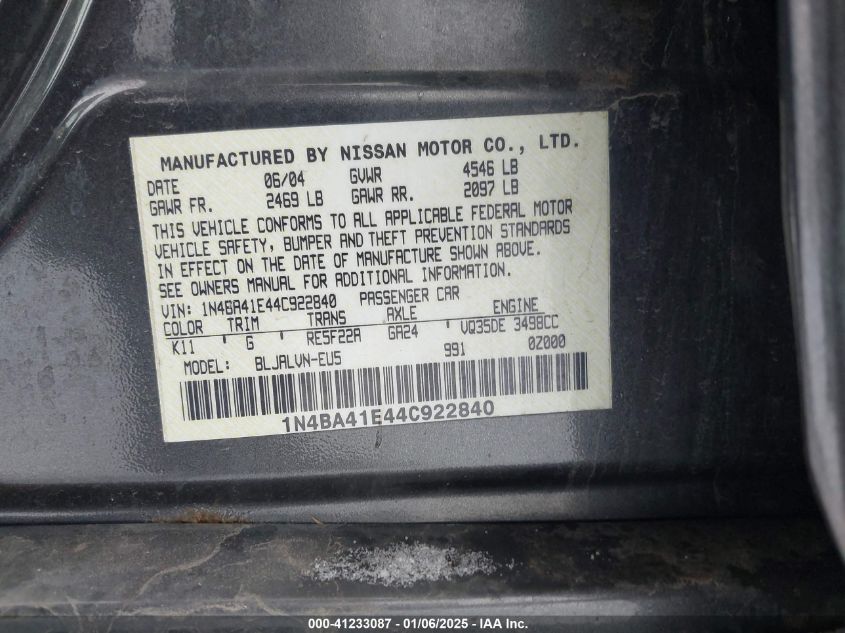 MANUFACTURED BY NISSAN MOTOR CO., LTD.
DATE 06/04 GVWR 4546 LB
GAWR FR. 2469 LB GAWR RR. 2097 LB
THIS VEHICLE CONFORMS TO ALL APPLICABLE FEDERAL MOTOR
VEHICLE SAFETY, BUMPER AND THEFT PREVENTION STANDARDS
IN EFFECT ON THE DATE OF MANUFACTURE SHOWN ABOVE.
SEE OWNERS MANUAL FOR ADDITIONAL INFORMATION.
VIN: 1N4BA41E44C922840 PASSENGER CAR
COLOR TRIM TRANS AXLE ENGINE
K11 G RE5F22A GA24 VQ35DE 3498CC
MODEL: BLJALVN-EU5 991 0Z000
1N4BA41E44C922840
000-41233087 - 01/06/2025 - IAA Inc.